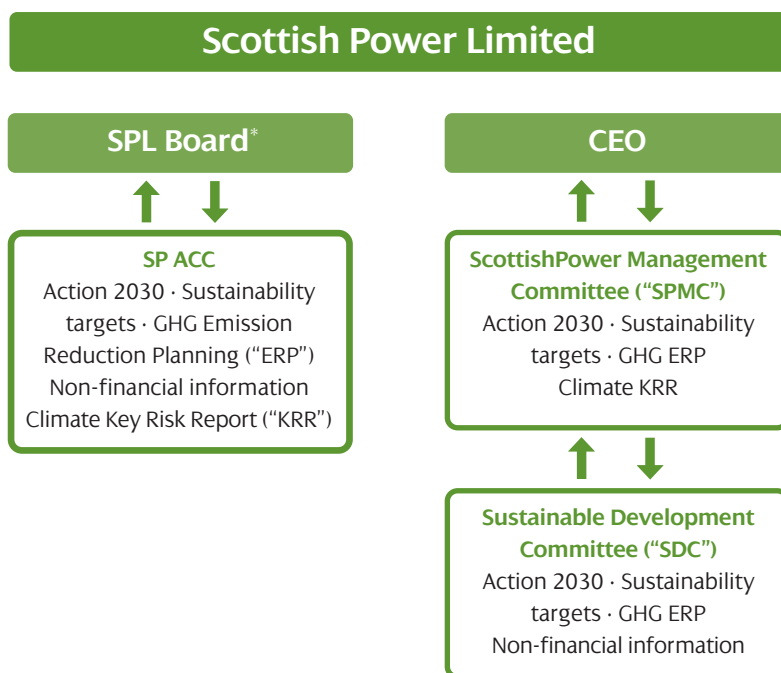 Scottish Power Limited
SPL Board*
SP ACC
Action 2030 · Sustainability
targets · GHG Emission
Reduction Planning (“ERP”)
Non-financial information
Climate Key Risk Report (“KRR”)
CEO
ScottishPower Management
Committee (“SPMC”)
Action 2030 · Sustainability
targets · GHG ERP
Climate KRR
Sustainable Development
Committee (“SDC”)
Action 2030 · Sustainability
targets · GHG ERP
Non-financial information